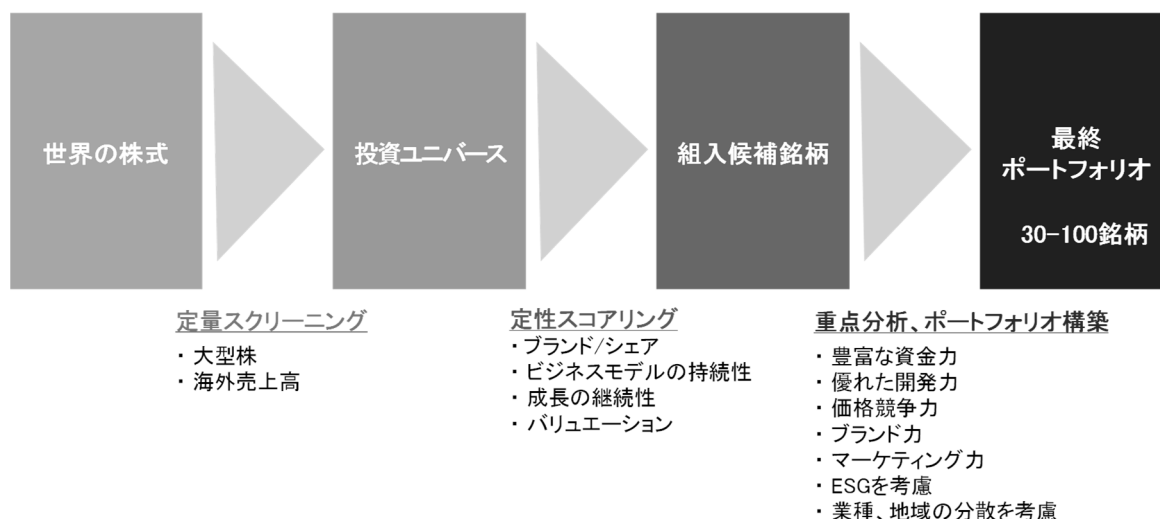 世界の株式
投資ユニバース
組入候補銘柄
最終
ポートフォリオ
30-100銘柄
定量スクリーニング
・大型株
・海外売上高
定性スコアリング
・ブランド/シェア
・ビジネスモデルの持続性
・成長の継続性
・バリュエーション
重点分析、ポートフォリオ構築
・豊富な資金力
・優れた開発力
・価格競争力
・ブランド力
・マーケティング力
・ESGを考慮
・業種、地域の分散を考慮